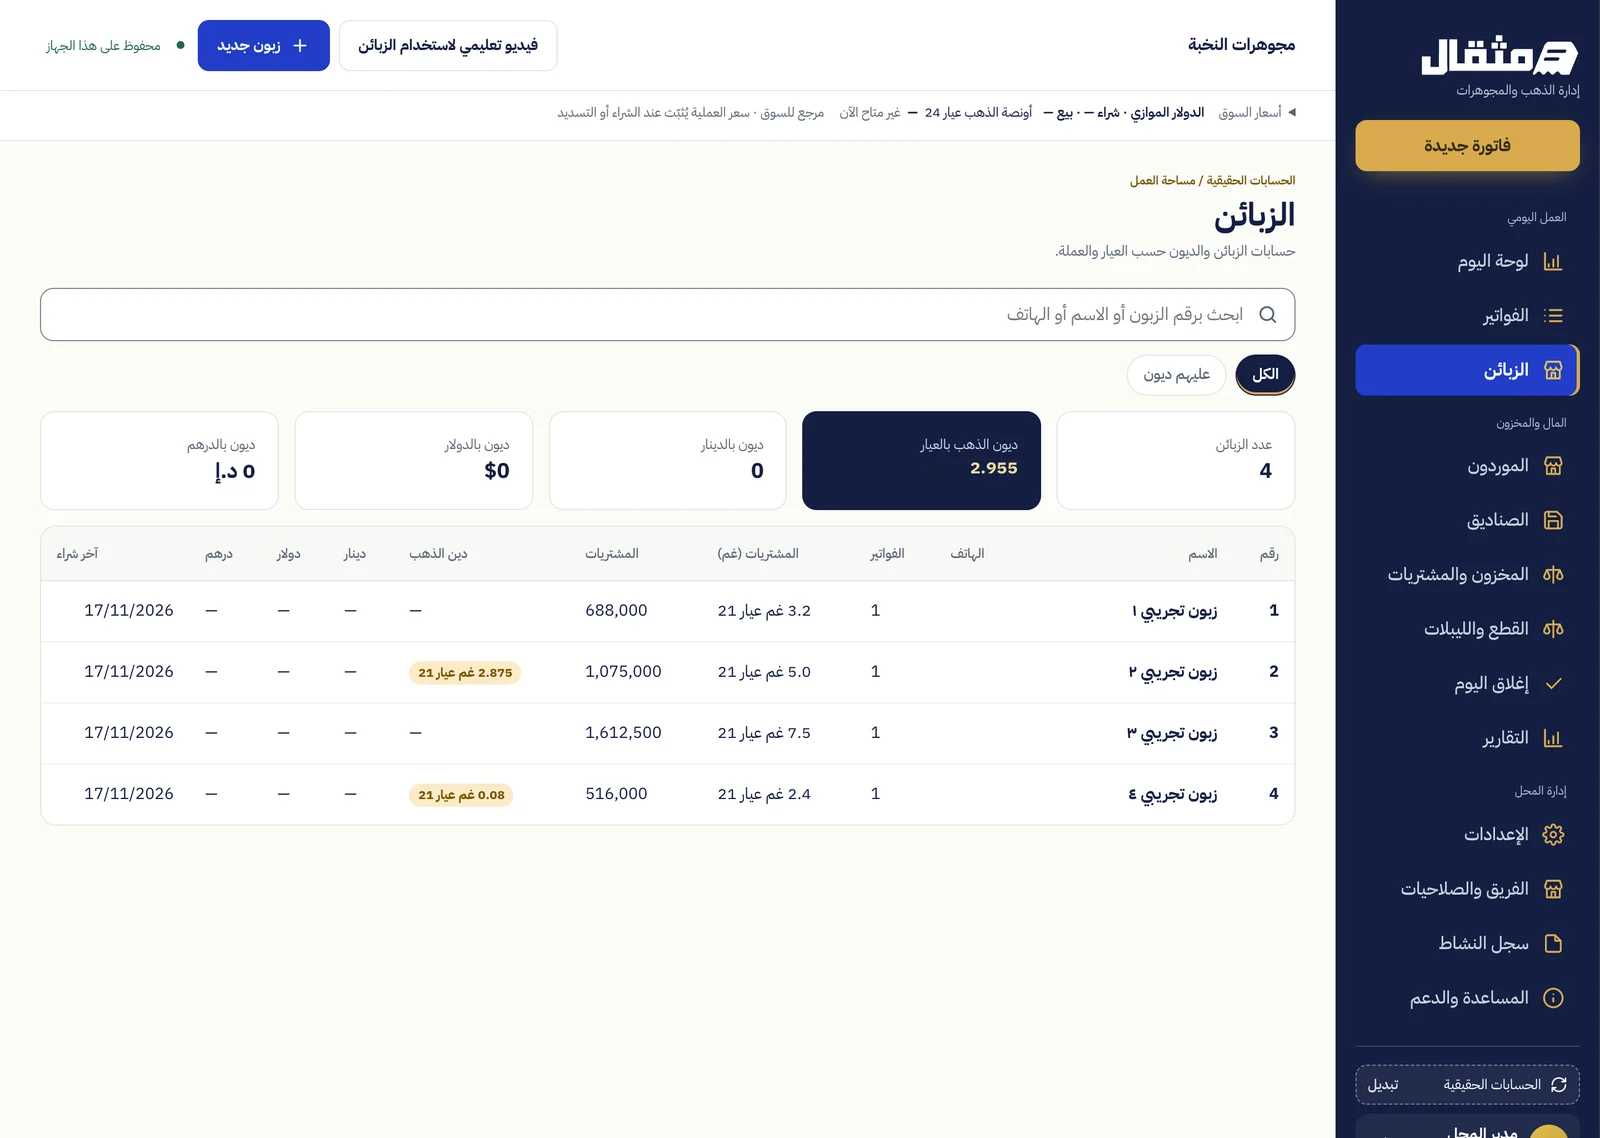 مثقال
إدارة الذهب والمجوهرات
فاتورة جديدة
العمل اليومي
لوحة اليوم
الفواتير
الزبائن
المال والمخزون
الموردون
الصناديق
المخزون والمشتريات
القطع والليبلات
إغلاق اليوم
التقارير
إدارة المحل
الإعدادات
الفريق والصلاحيات
سجل النشاط
المساعدة والدعم
الحسابات الحقيقية تبديل
مدير المحل
مجوهرات النخبة
فيديو تعليمي لاستخدام الزبائن
زبون جديد
محفوظ على هذا الجهاز
أسعار السوق الدولار الموازي · شراء — · بيع — أونصة الذهب عيار 24 — غير متاح الآن مرجع للسوق · سعر العملية يُثبّت عند الشراء أو التسديد
الحسابات الحقيقية / مساحة العمل
الزبائن
حسابات الزبائن والديون حسب العيار والعملة.
ابحث برقم الزبون أو الاسم أو الهاتف
الكل عليهم ديون
عدد الزبائن
4
ديون الذهب بالعيار
2.955
ديون بالدينار
0
ديون بالدولار
$0
ديون بالدرهم
0 د.إ
رقم الاسم الهاتف الفواتير المشتريات (غم) المشتريات دين الذهب دينار دولار درهم آخر شراء
1 زبون تجريبي ١ 1 3.2 غم عيار 21 688,000 — — — — 17/11/2026
2 زبون تجريبي ٢ 1 5.0 غم عيار 21 1,075,000 2.875 غم عيار 21 — — — 17/11/2026
3 زبون تجريبي ٣ 1 7.5 غم عيار 21 1,612,500 — — — — 17/11/2026
4 زبون تجريبي ٤ 1 2.4 غم عيار 21 516,000 0.08 غم عيار 21 — — — 17/11/2026